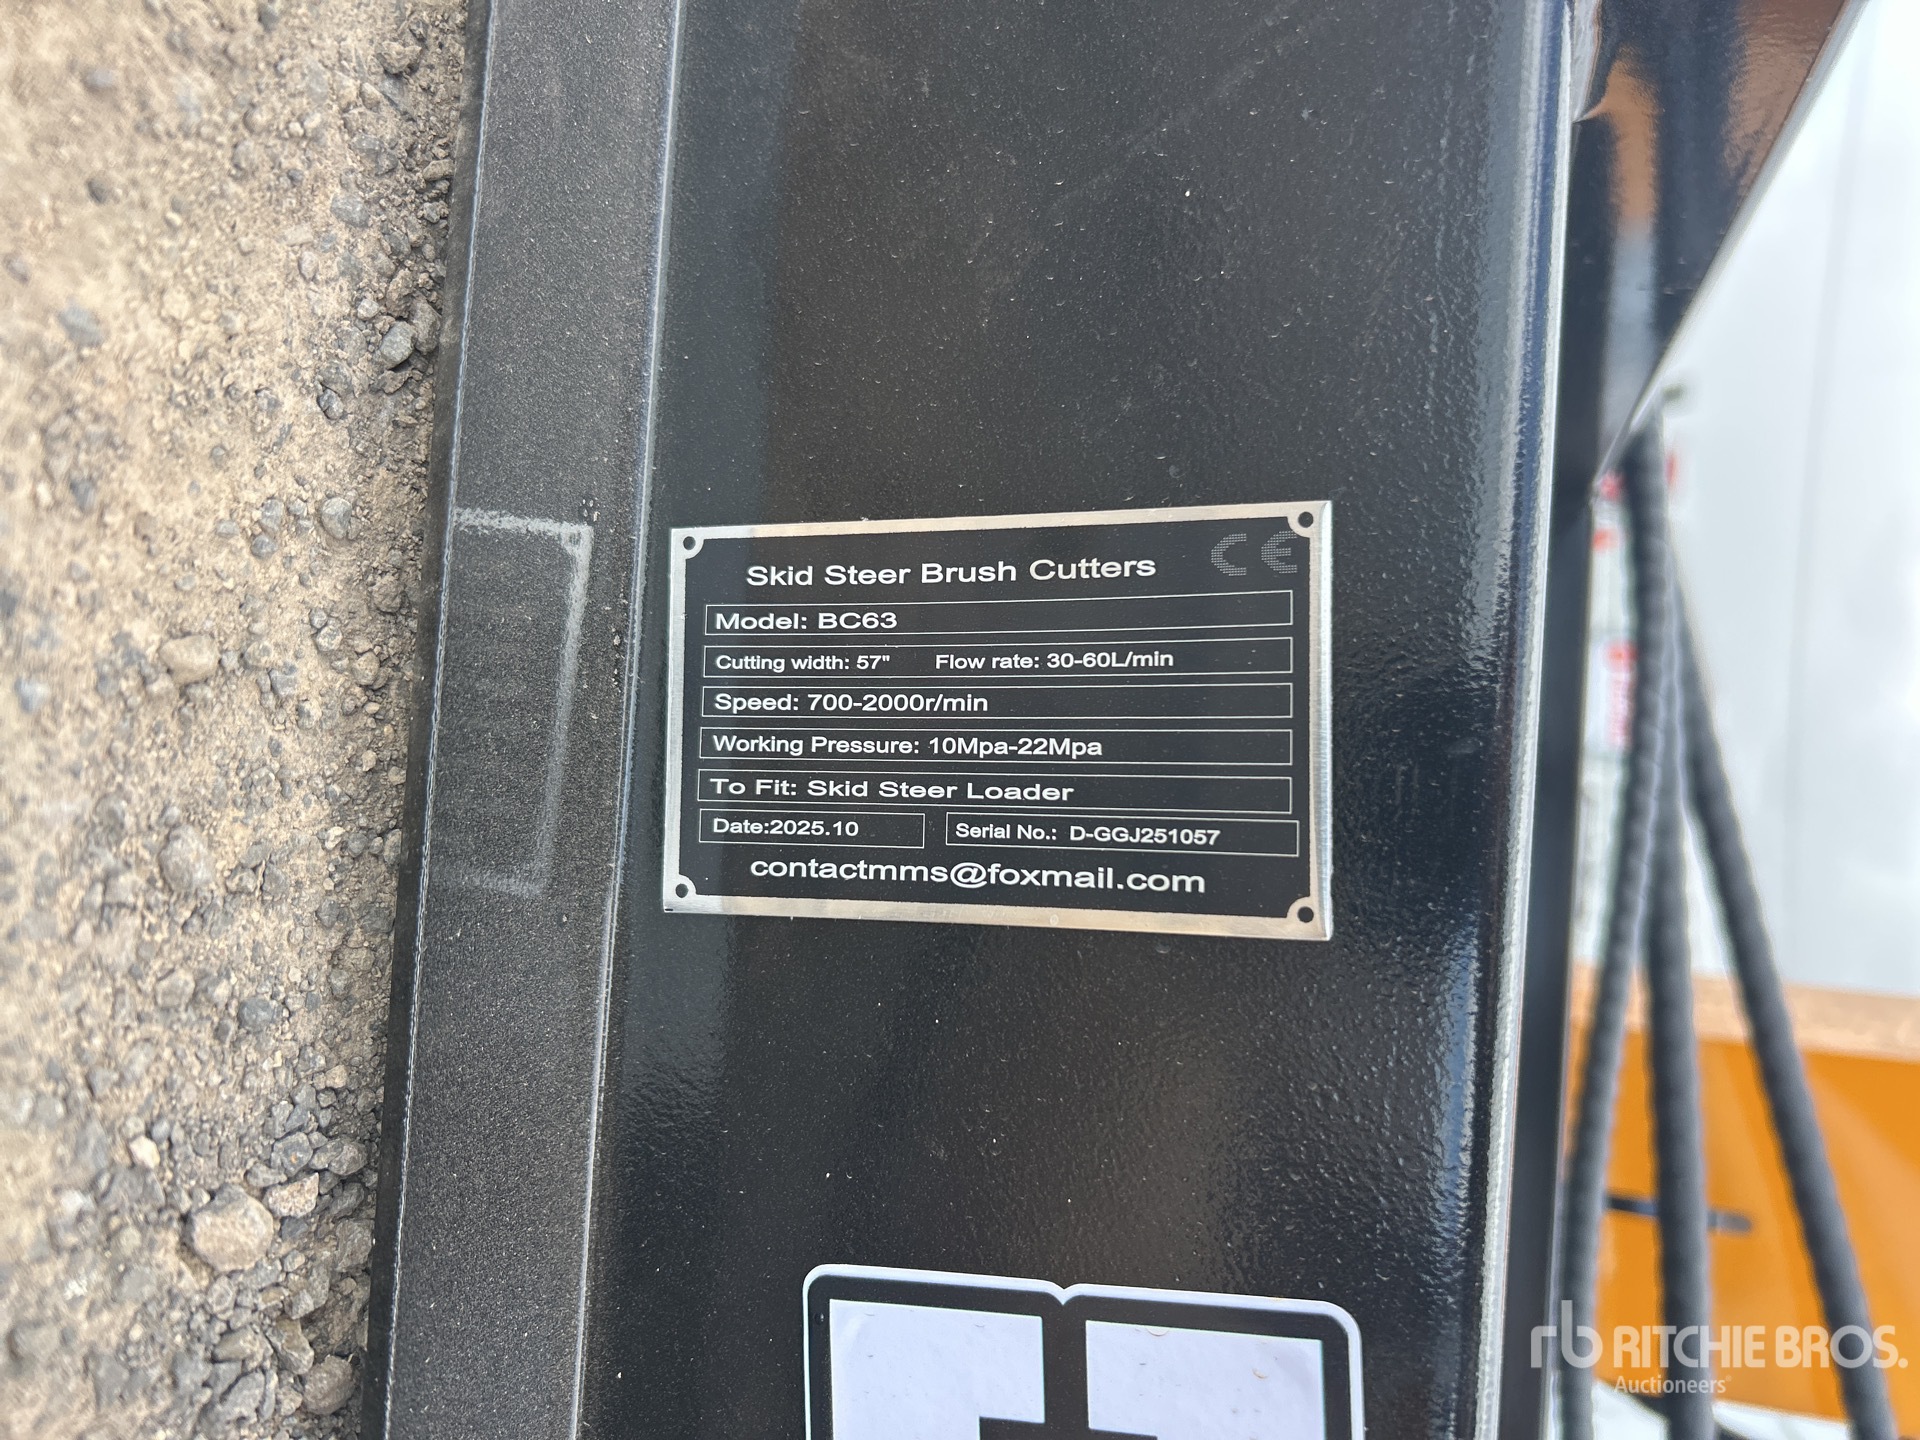 Skid Steer Brush Cutters CE
Model: BC63
Cutting width: 57" Flow rate: 30-60L/min
Speed: 700-2000r/min
Working Pressure: 10Mpa-22Mpa
To Fit: Skid Steer Loader
Date:2025.10 Serial No.: D-GGJ251057
contactmms@foxmail.com
rb RITCHIE BROS.
Auctioneers